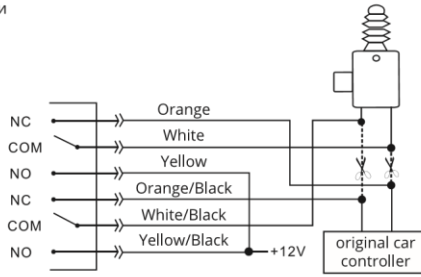 и
NC
Orange
COM
White
NO
Yellow
NC
Orange/Black
COM
White/Black
NO
Yellow/Black
+12V
original car
controller